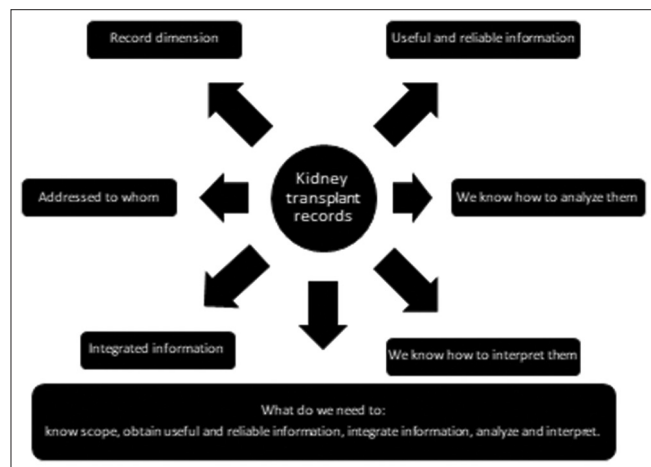 Record dimension
Useful and reliable information
Kidney
transplant
records
Addressed to whom
We know how to analyze them
Integrated information
We know how to interpret them
What do we need to:
know scope, obtain useful and reliable information, integrate information, analyze and interpret.